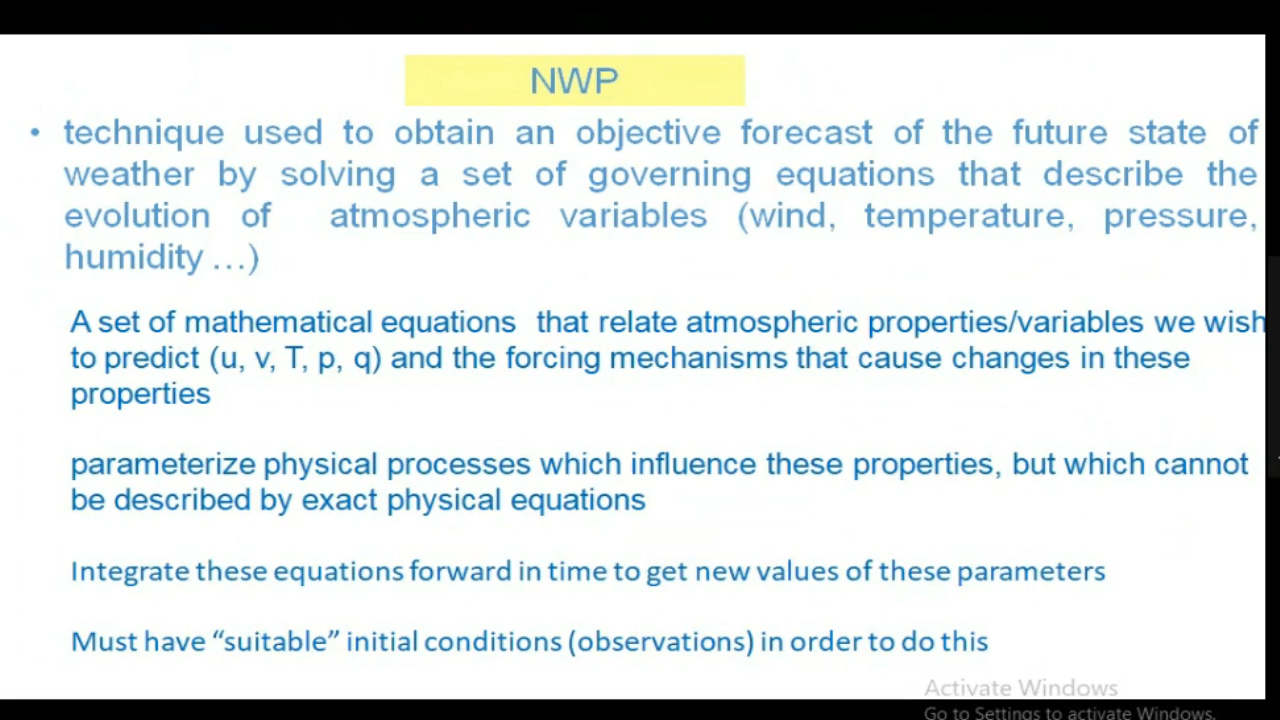 NWP
• technique used to obtain an objective forecast of the future state of
weather by solving a set of governing equations that describe the
evolution of atmospheric variables (wind, temperature, pressure,
humidity ...)
A set of mathematical equations that relate atmospheric properties/variables we wish
to predict (u, v, T, p, q) and the forcing mechanisms that cause changes in these
properties
parameterize physical processes which influence these properties, but which cannot
be described by exact physical equations
Integrate these equations forward in time to get new values of these parameters
Must have “suitable” initial conditions (observations) in order to do this
Activate Windows
Go to Settings to activate Windows.